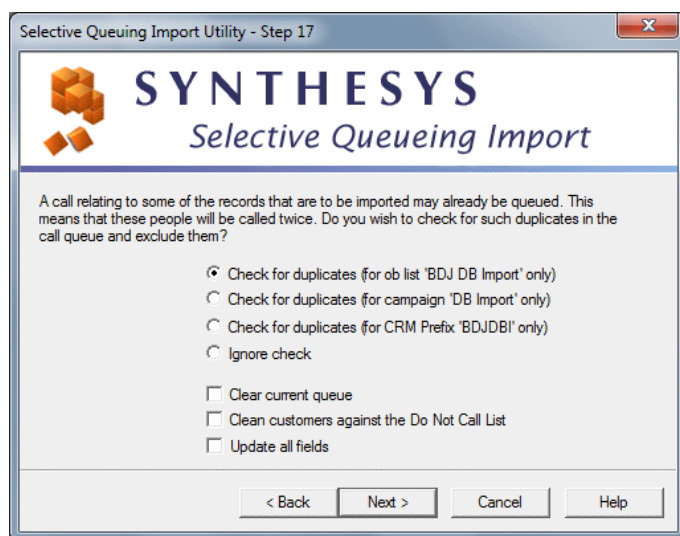 Selective Queuing Import Utility - Step 17
SYNTHESYS
Selective Queueing Import
A call relating to some of the records that are to be imported may already be queued. This
means that these people will be called twice. Do you wish to check for such duplicates in the
call queue and exclude them?
Check for duplicates (for ob list 'BDJ DB Import' only)
Check for duplicates (for campaign 'DB Import' only)
Check for duplicates (for CRM Prefix 'BDJDBI' only)
Ignore check
Clear current queue
Clean customers against the Do Not Call List
Update all fields
< Back Next > Cancel Help